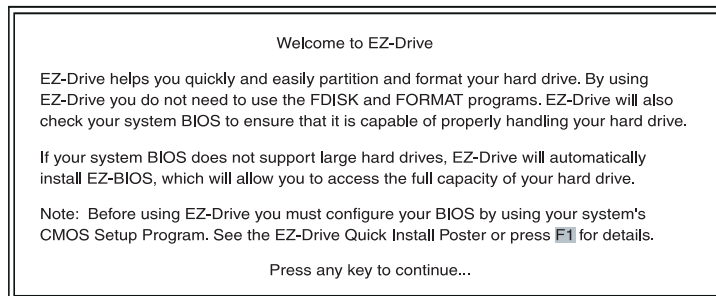 Welcome to EZ-Drive
EZ-Drive helps you quickly and easily partition and format your hard drive. By using
EZ-Drive you do not need to use the FDISK and FORMAT programs. EZ-Drive will also
check your system BIOS to ensure that it is capable of properly handling your hard drive.
If your system BIOS does not support large hard drives, EZ-Drive will automatically
install EZ-BIOS, which will allow you to access the full capacity of your hard drive.
Note: Before using EZ-Drive you must configure your BIOS by using your system's
CMOS Setup Program. See the EZ-Drive Quick Install Poster or press F1 for details.
Press any key to continue...